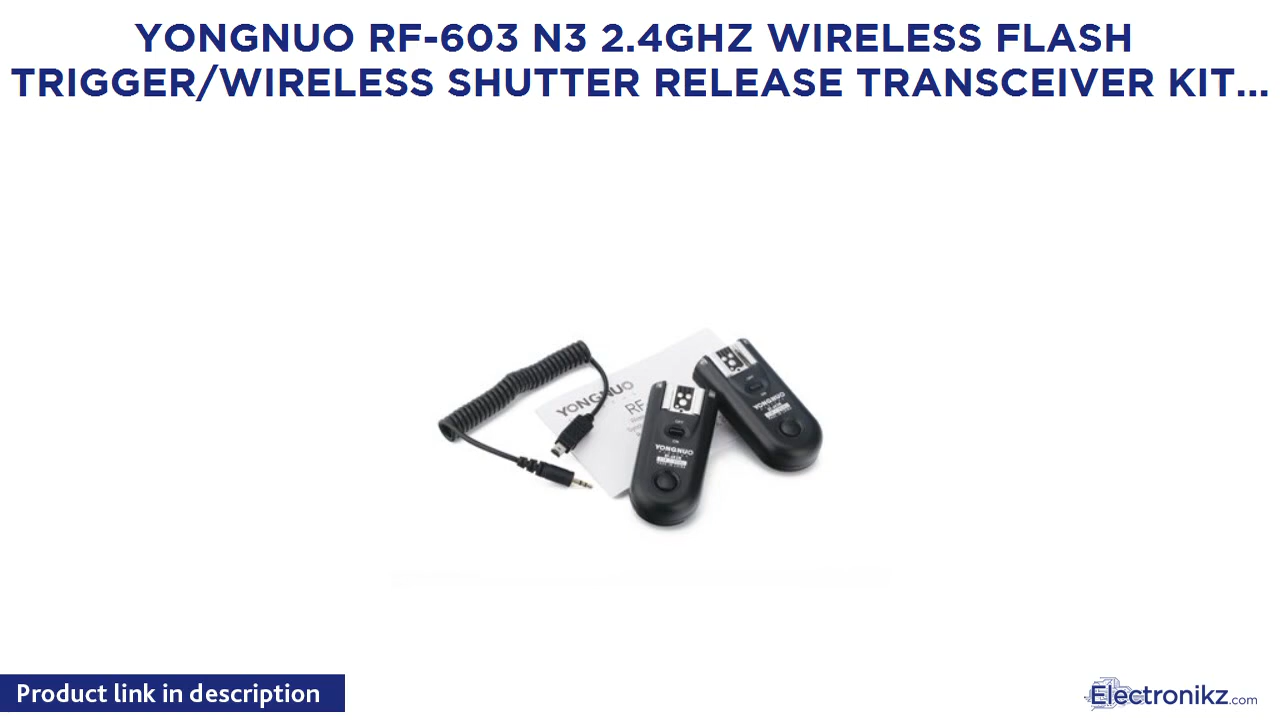 YONGNUO RF-603 N3 2.4GHZ WIRELESS FLASH
TRIGGER/WIRELESS SHUTTER RELEASE TRANSCEIVER KIT...
YONGNUO
RF-
YONGNUO
YONGNUO
Product link in description
Electronikz.com